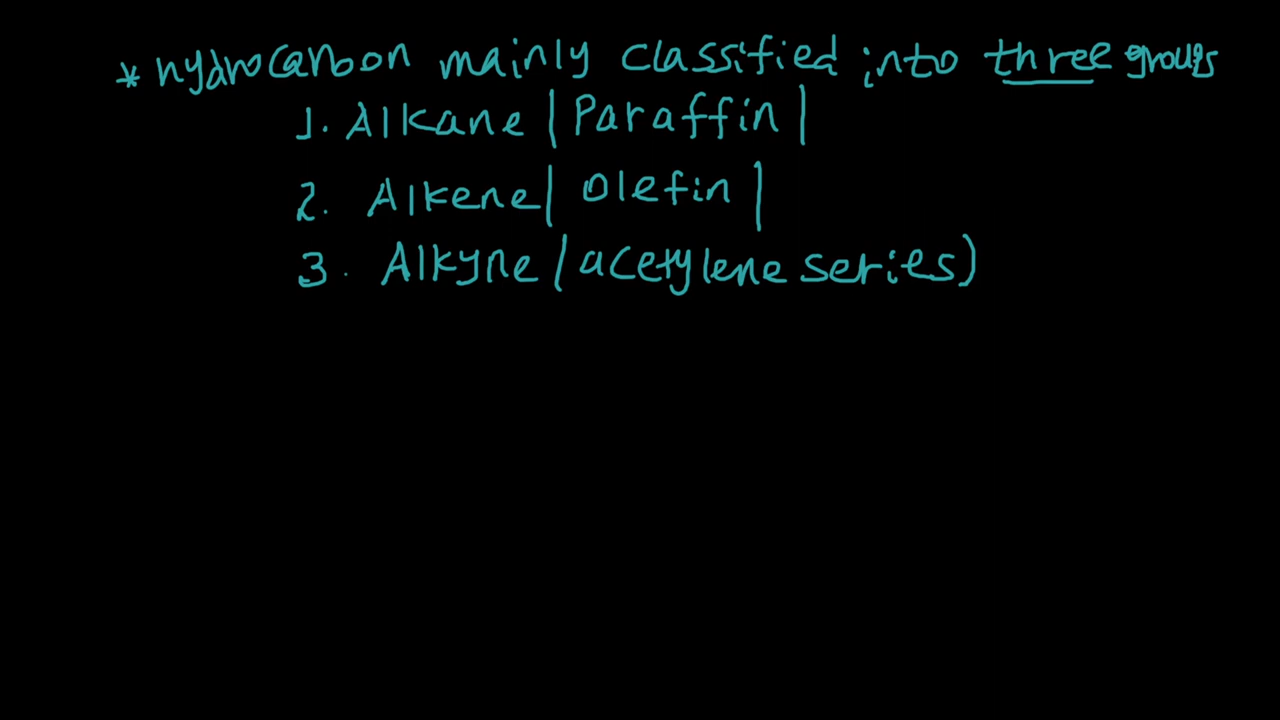 * hydrocarbon mainly classified into three groups
1. Alkane | Paraffin |
2. Alkene | Olefin |
3. Alkyne / acetylene series)